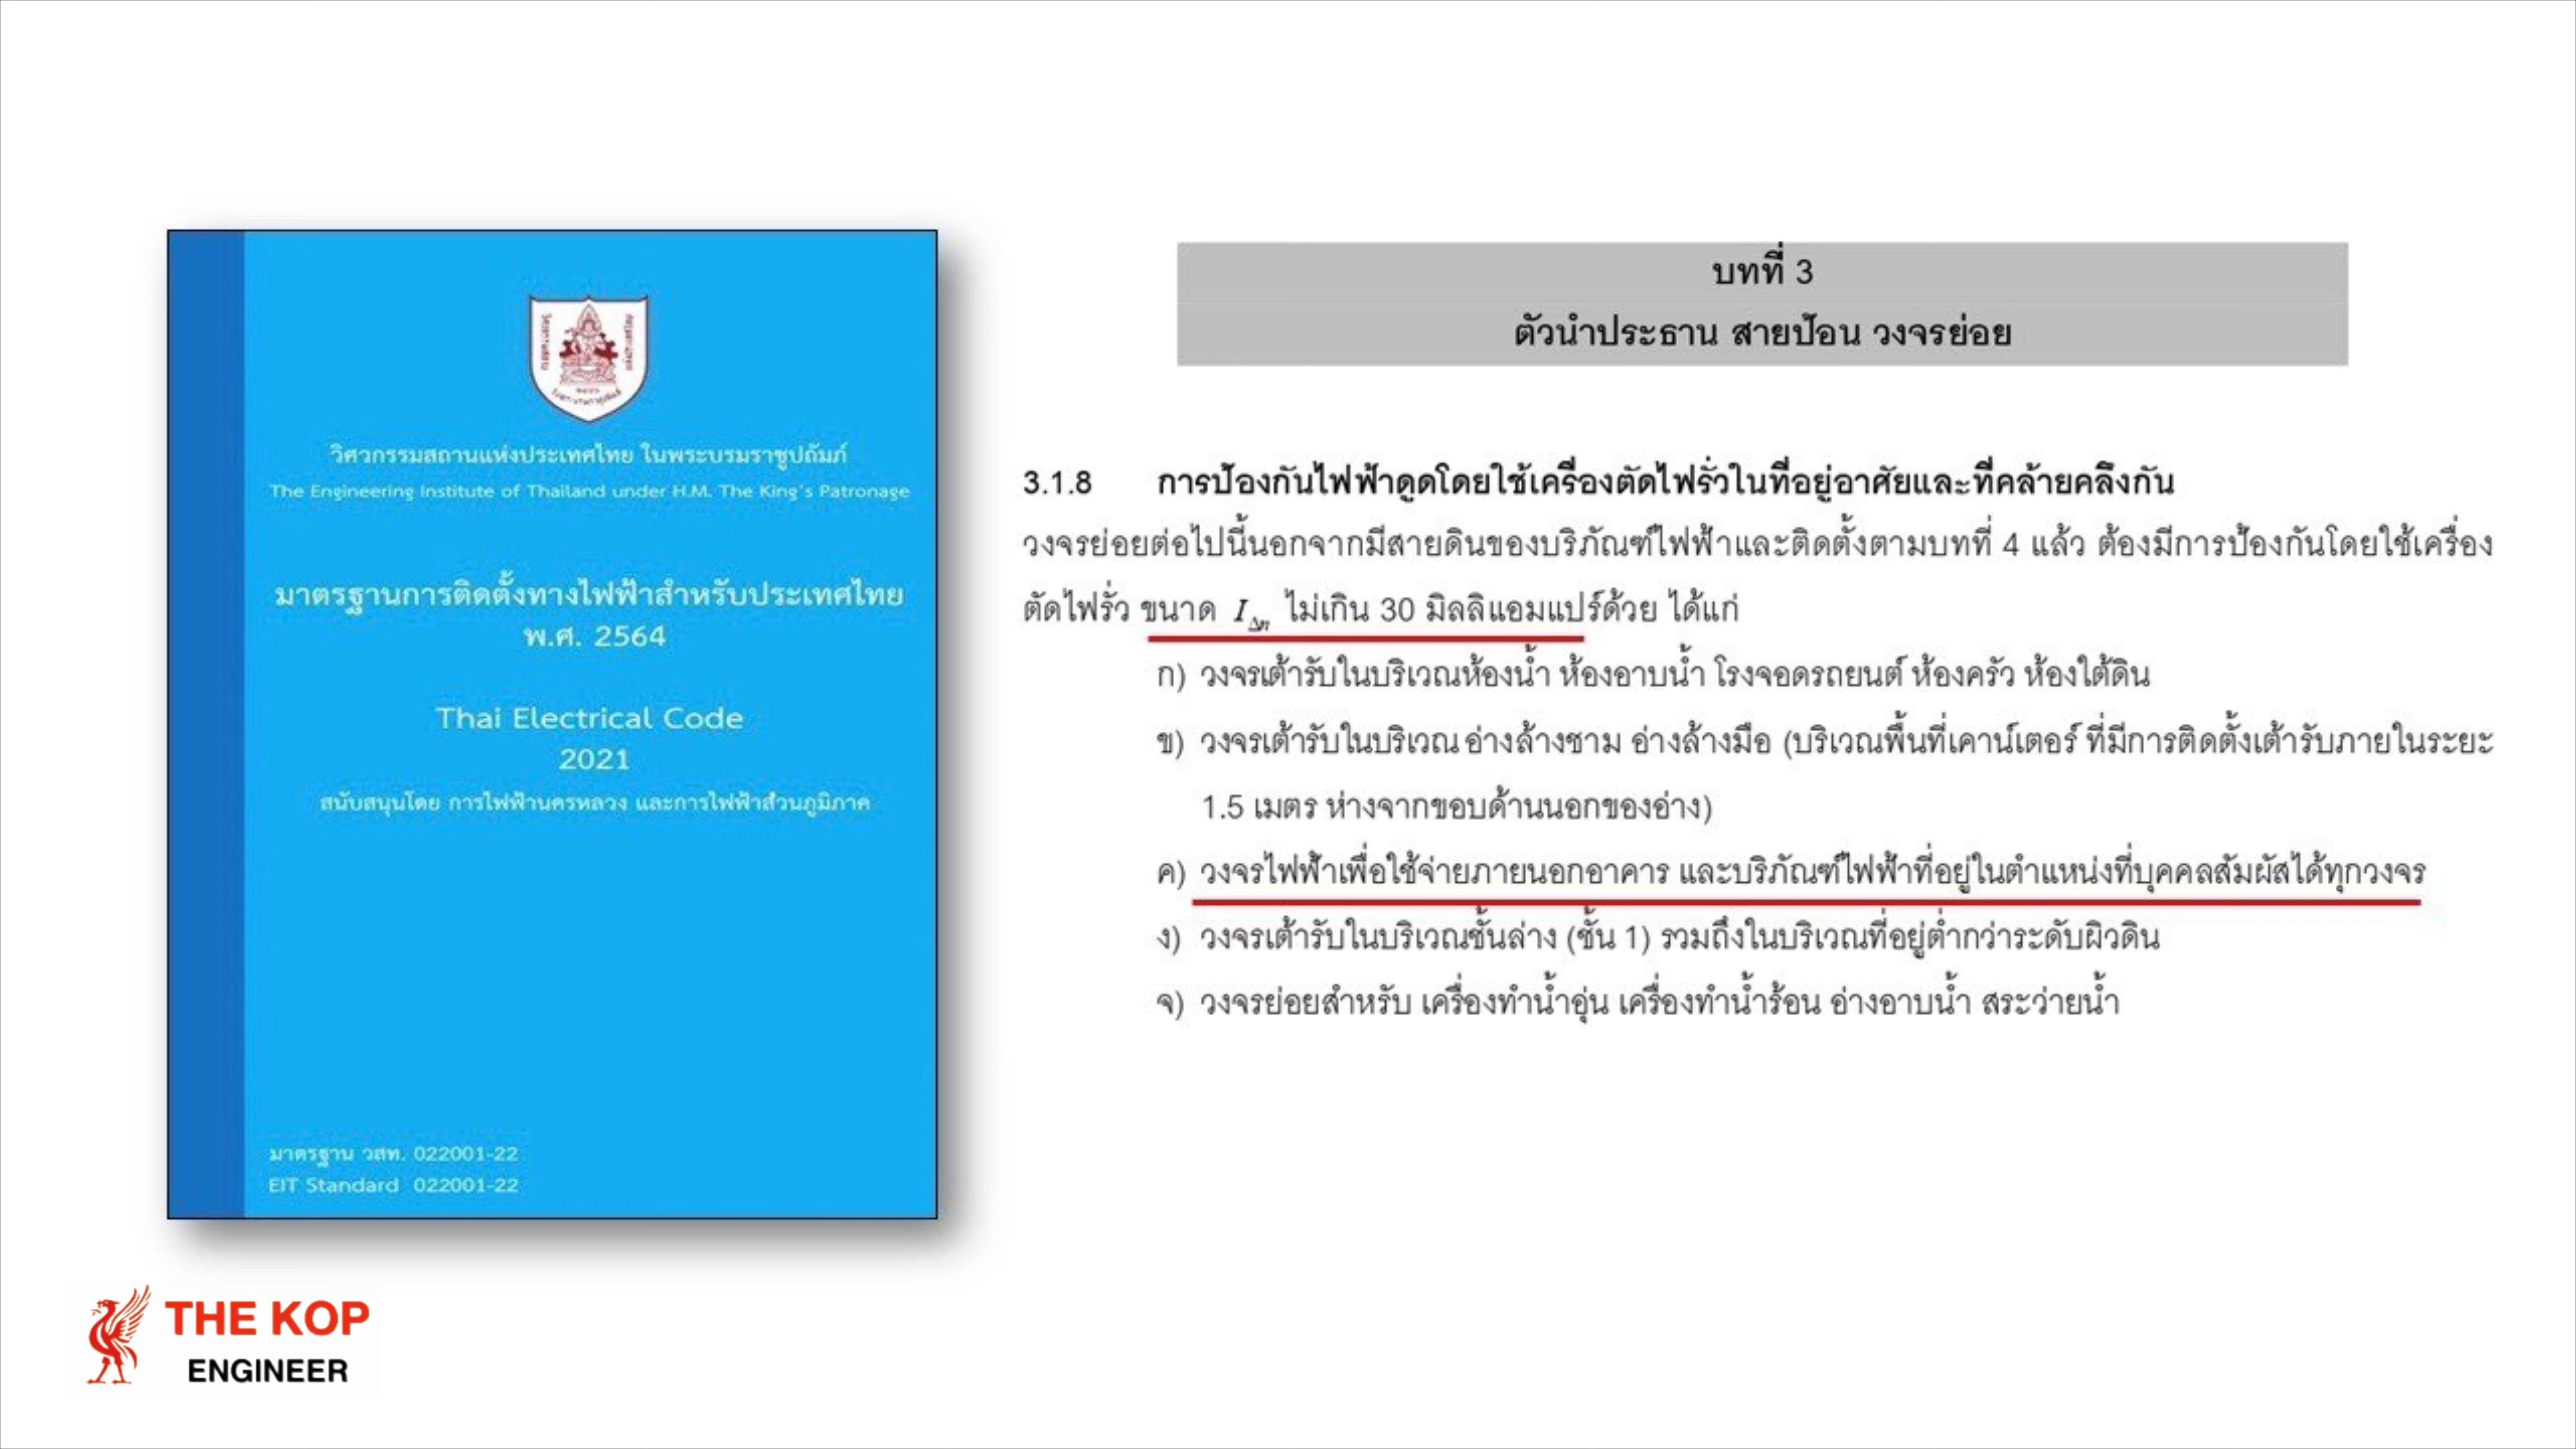 วิศวกรรมสถานแห่งประเทศไทย ในพระบรมราชูปถัมภ์
The Engineering Institute of Thailand under H.M. The King's Patronage
มาตรฐานการติดตั้งทางไฟฟ้าสำหรับประเทศไทย
พ.ศ. 2564
Thai Electrical Code
2021
สนับสนุนโดย การไฟฟ้านครหลวง และการไฟฟ้าส่วนภูมิภาค
มาตรฐาน วสท. 022001-22
EIT Standard 022001-22
THE KOP
ENGINEER
บทที่ 3
ตัวนำประธาน สายป้อน วงจรย่อย
3.1.8 การป้องกันไฟฟ้าดูดโดยใช้เครื่องตัดไฟรั่วในที่อยู่อาศัยและที่คล้ายคลึงกัน
วงจรย่อยต่อไปนี้นอกจากมีสายดินของบริภัณฑ์ไฟฟ้าและติดตั้งตามบทที่ 4 แล้ว ต้องมีการป้องกันโดยใช้เครื่อง
ตัดไฟรั่ว ขนาด IΔn ไม่เกิน 30 มิลลิแอมแปร์ด้วย ได้แก่
ก) วงจรเต้ารับในบริเวณห้องน้ำ ห้องอาบน้ำ โรงจอดรถยนต์ ห้องครัว ห้องใต้ดิน
ข) วงจรเต้ารับในบริเวณ อ่างล้างชาม อ่างล้างมือ (บริเวณพื้นที่เคาน์เตอร์ ที่มีการติดตั้งเต้ารับภายในระยะ
1.5 เมตร ห่างจากขอบด้านนอกของอ่าง)
ค) วงจรไฟฟ้าเพื่อใช้จ่ายภายนอกอาคาร และบริภัณฑ์ไฟฟ้าที่อยู่ในตำแหน่งที่บุคคลสัมผัสได้ทุกวงจร
ง) วงจรเต้ารับในบริเวณชั้นล่าง (ชั้น 1) รวมถึงในบริเวณที่อยู่ต่ำกว่าระดับผิวดิน
จ) วงจรย่อยสำหรับ เครื่องทำน้ำอุ่น เครื่องทำน้ำร้อน อ่างอาบน้ำ สระว่ายน้ำ